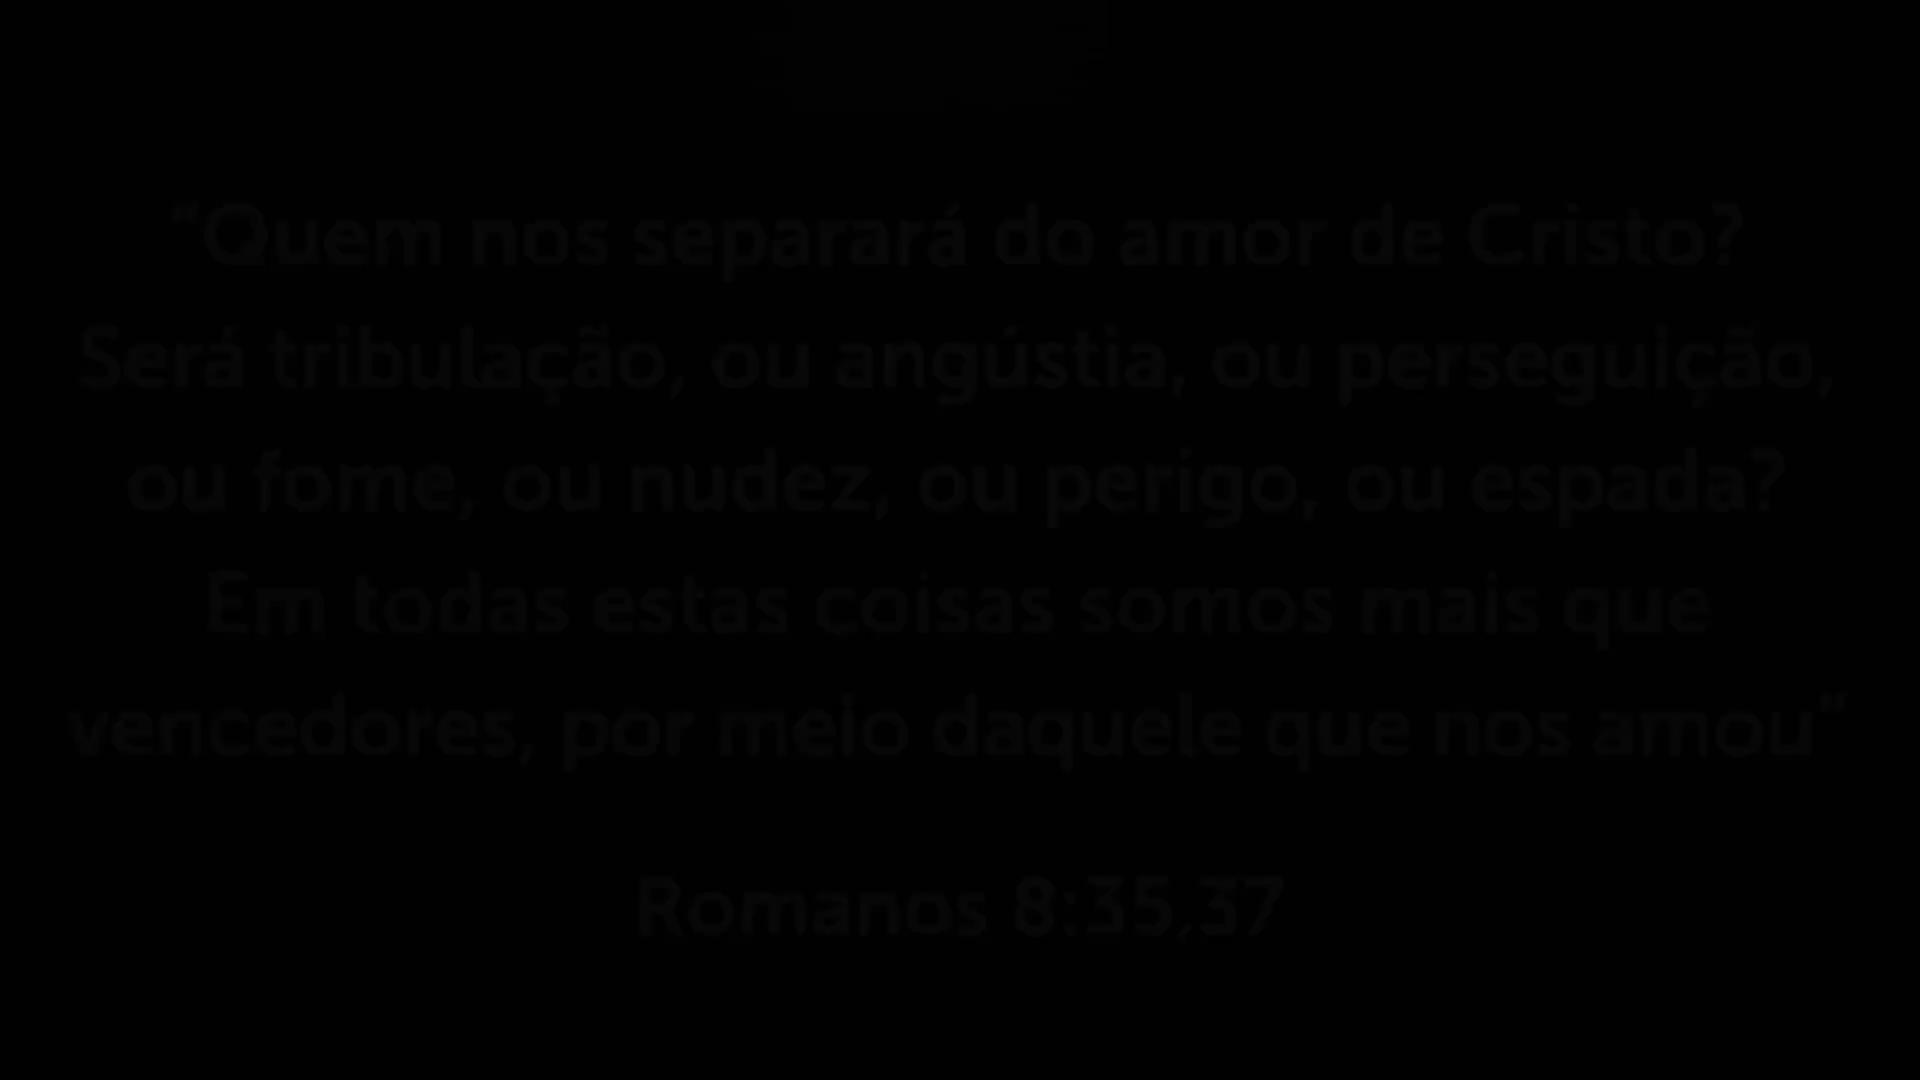 “Quem nos separará do amor de Cristo?
Será tribulação, ou angústia, ou perseguição,
ou fome, ou nudez, ou perigo, ou espada?
Em todas estas coisas somos mais que
vencedores, por meio daquele que nos amou”
Romanos 8:35,37